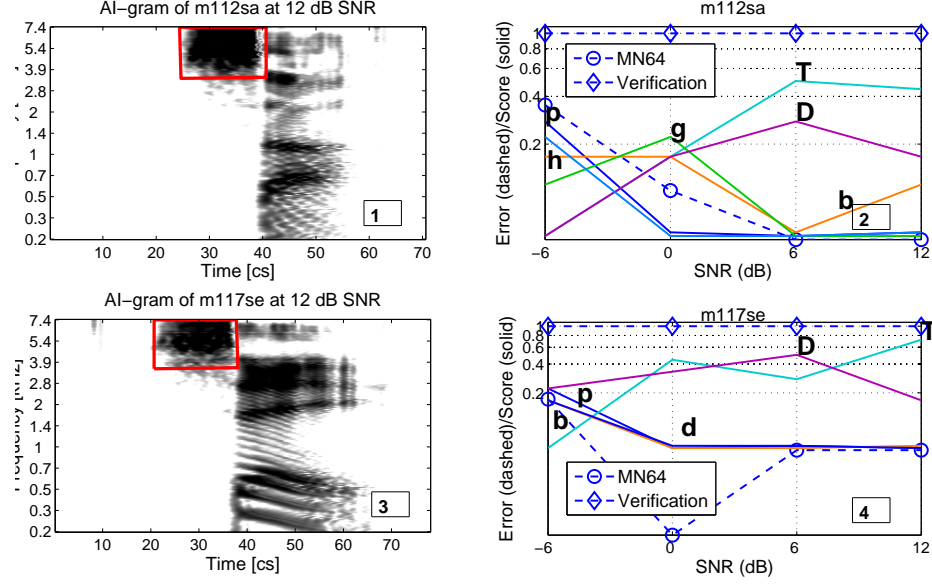 AI−gram of m112sa at 12 dB SNR
7.4
5.4
3.9
2.8
2
1.4
1
0.7
0.5
0.3
0.2
1
10 20 30 40 50 60 70
Time [cs]
m112sa
Error (dashed)/Score (solid)
1
0.8
0.6
0.4
0.2
MN64
Verification
T
D
p
g
h
b
2
−6 0 6 12
SNR (dB)
AI−gram of m117se at 12 dB SNR
7.4
5.4
3.9
2.8
2
1.4
1
0.7
0.5
0.3
0.2
3
10 20 30 40 50 60 70
Time [cs]
m117se
Error (dashed)/Score (solid)
1
0.8
0.6
0.4
0.2
T
D
p
b
d
MN64
Verification
4
−6 0 6 12
SNR (dB)